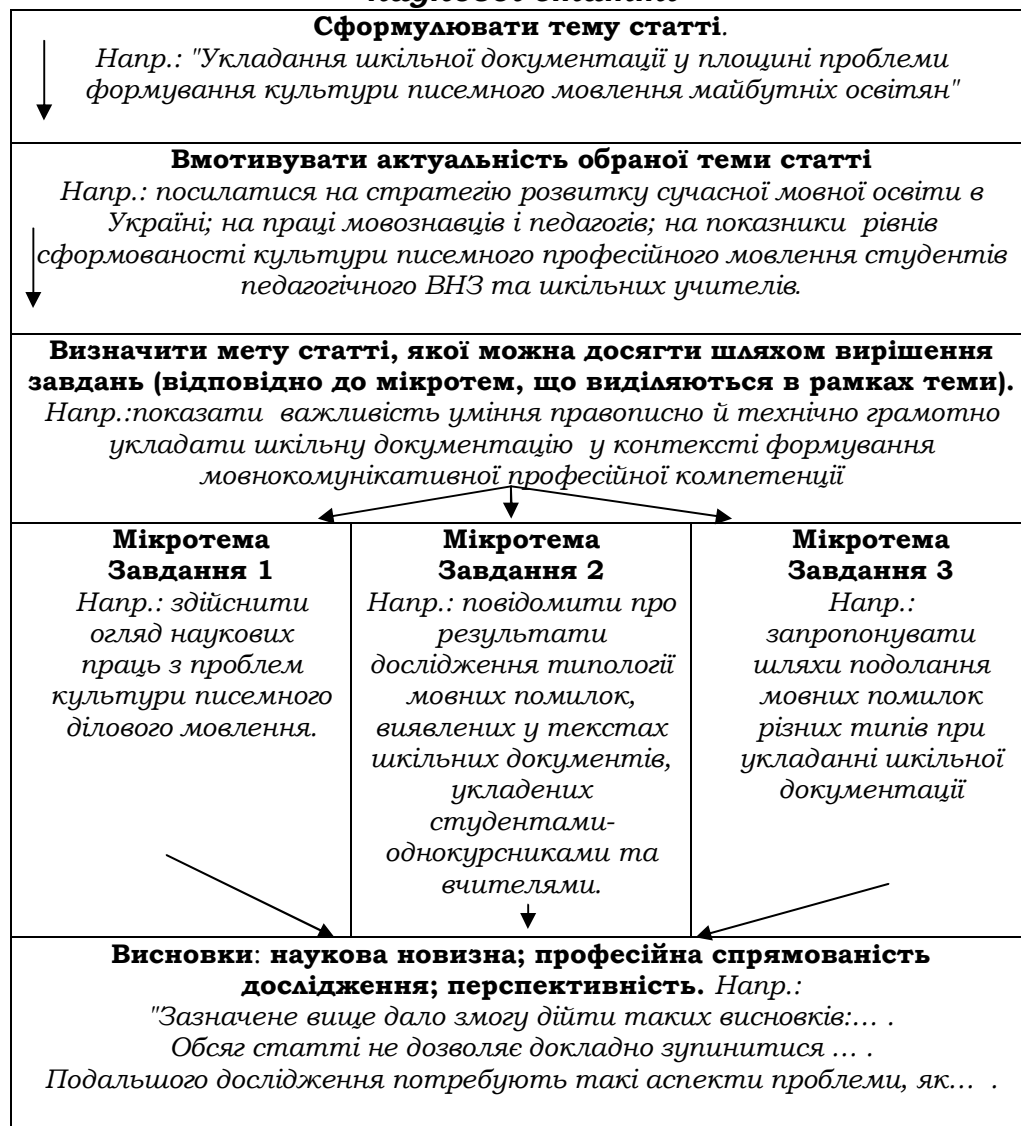 Сформулювати тему статті.
Напр.: "Укладання шкільної документації у площині проблеми
формування культури писемного мовлення майбутніх освітян"
Вмотивувати актуальність обраної теми статті
Напр.: посилатися на стратегію розвитку сучасної мовної освіти в
Україні; на праці мовознавців і педагогів; на показники рівнів
сформованості культури писемного професійного мовлення студентів
педагогічного ВНЗ та шкільних учителів.
Визначити мету статті, якої можна досягти шляхом вирішення
завдань (відповідно до мікротем, що виділяються в рамках теми).
Напр.:показати важливість уміння правописно й технічно грамотно
укладати шкільну документацію у контексті формування
мовнокомунікативної професійної компетенції
Мікротема
Завдання 1
Напр.: здійснити
огляд наукових
праць з проблем
культури писемного
ділового мовлення.
Мікротема
Завдання 2
Напр.: повідомити про
результати
дослідження типології
мовних помилок,
виявлених у текстах
шкільних документів,
укладених
студентами-
однокурсниками та
вчителями.
Мікротема
Завдання 3
Напр.:
запропонувати
шляхи подолання
мовних помилок
різних типів при
укладанні шкільної
документації
Висновки: наукова новизна; професійна спрямованість
дослідження; перспективність. Напр.:
"Зазначене вище дало змогу дійти таких висновків:... .
Обсяг статті не дозволяє докладно зупинитися ... .
Подальшого дослідження потребують такі аспекти проблеми, як... .